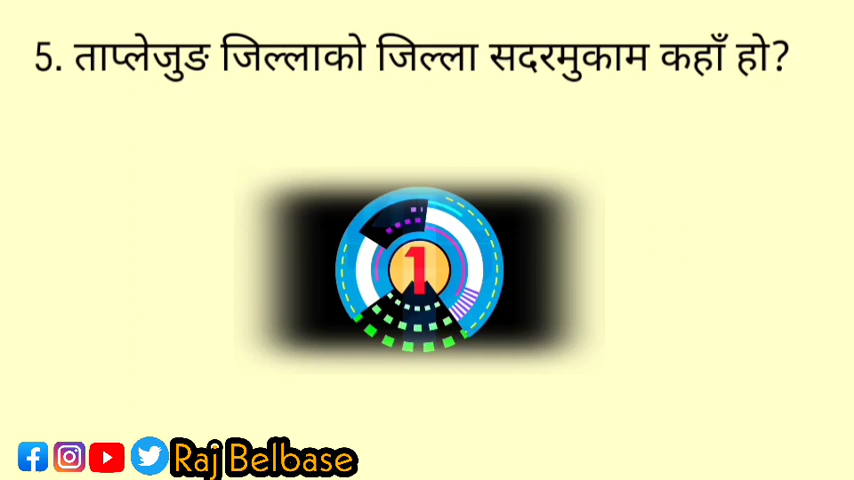 5. ताप्लेजुङ जिल्लाको जिल्ला सदरमुकाम कहाँ हो?
1
Raj Belbase